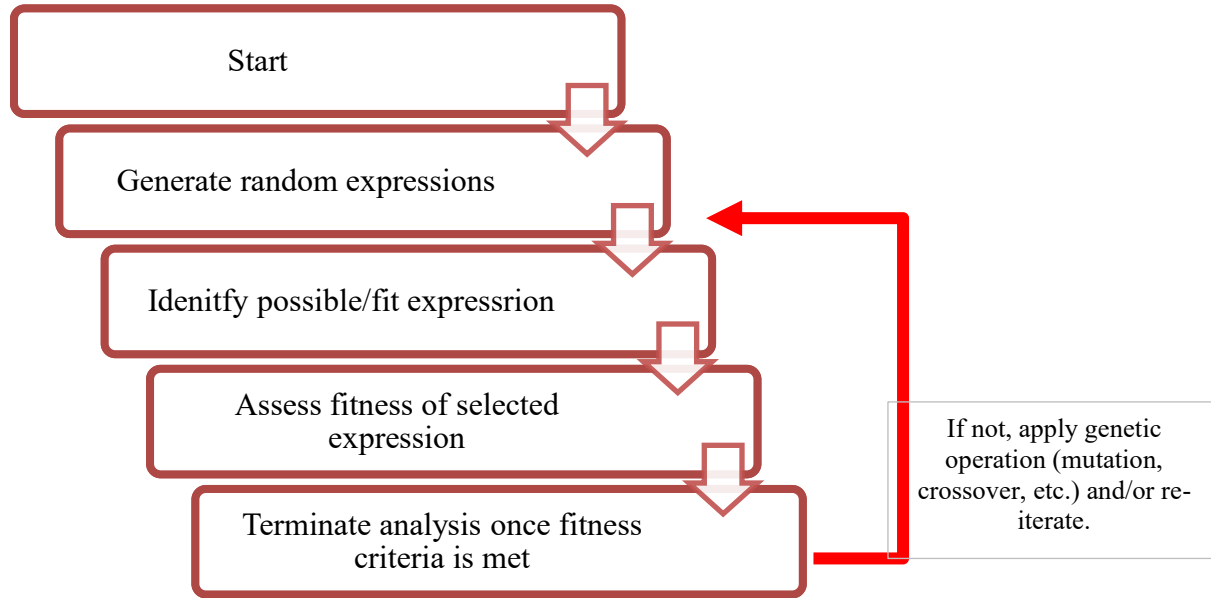 Start
Generate random expressions
Idenitfy possible/fit expressrion
Assess fitness of selected
expression
Terminate analysis once fitness
criteria is met
If not, apply genetic
operation (mutation,
crossover, etc.) and/or re-
iterate.